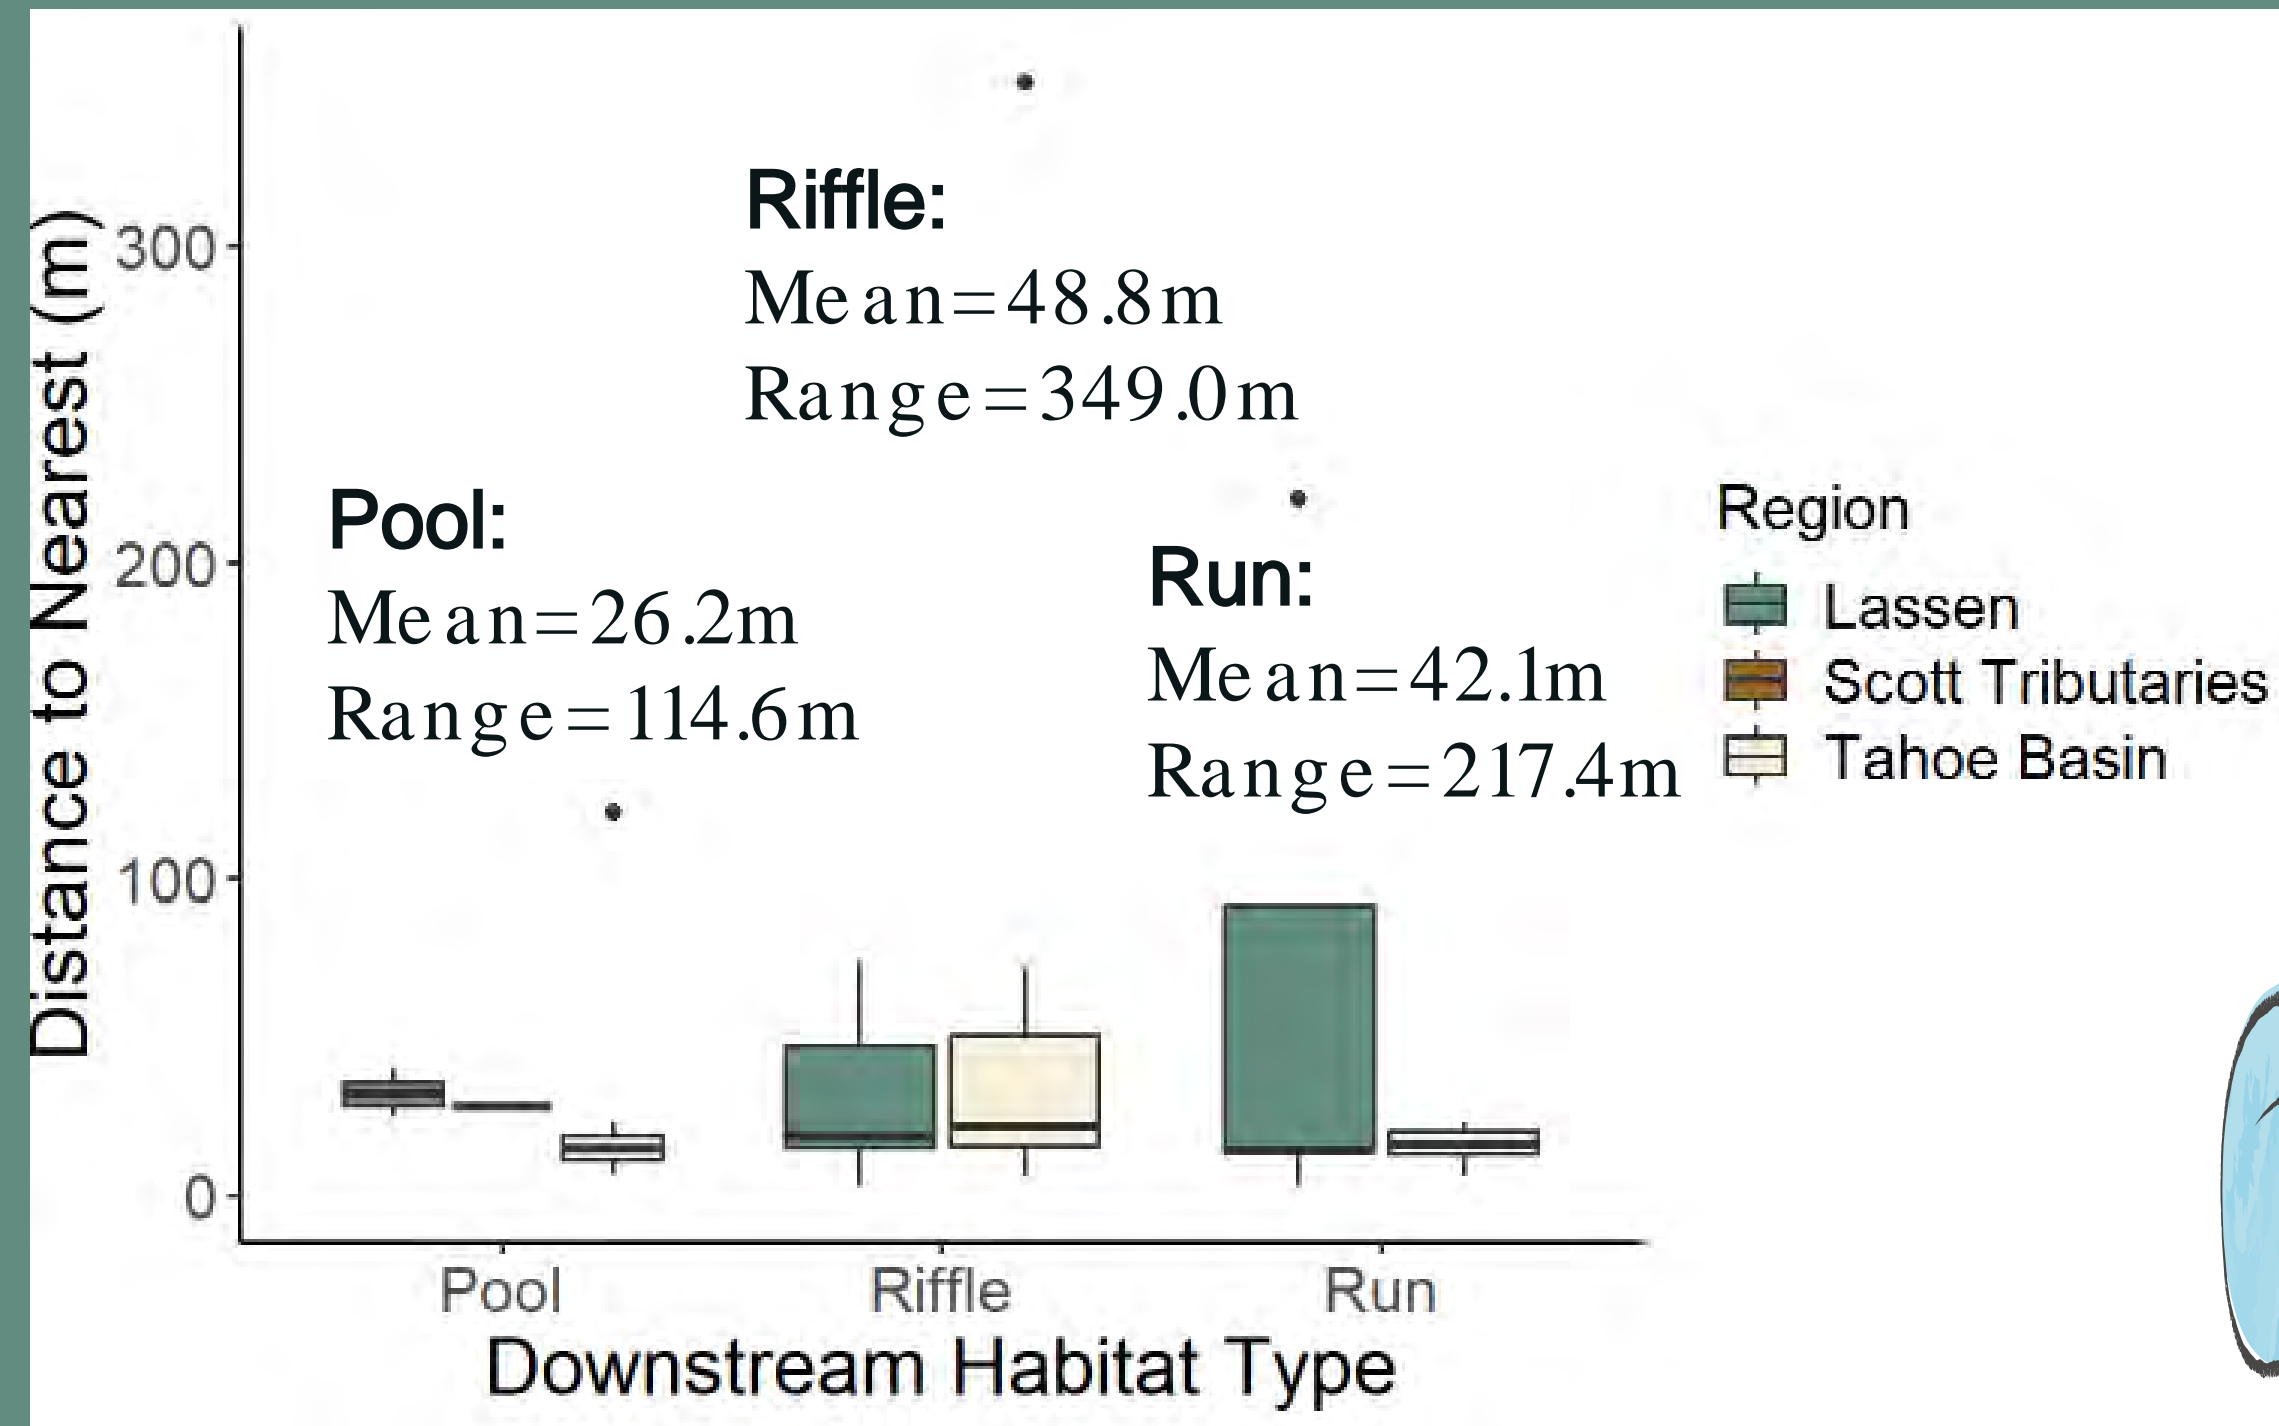 Distance to Nearest (m)
300
200
100
0
Riffle:
Mean=48.8m
Range=349.0m
Pool:
Mean=26.2m
Range=114.6m
Run:
Mean=42.1m
Range=217.4m
Region
Lassen
Scott Tributaries
Tahoe Basin
Pool Riffle Run
Downstream Habitat Type